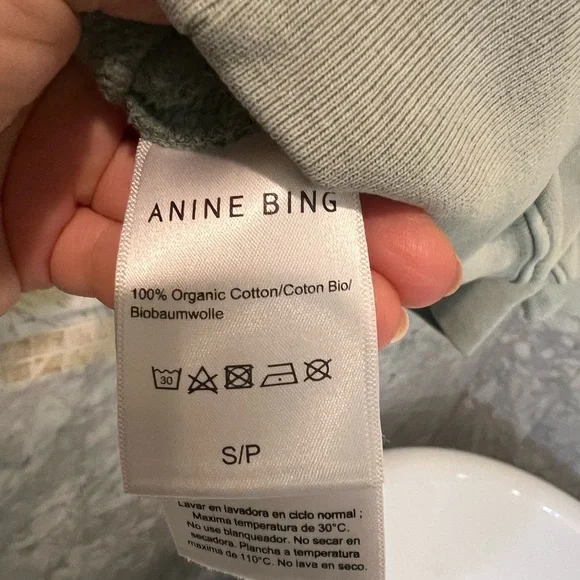 ANINE BING
100% Organic Cotton/Coton Bio/
Biobaumwolle
30
S/P
Lavar en lavadora en ciclo normal ;
Maxima temperatura de 30°C.
No use blanqueador. No secar en
secadora. Plancha a temperatura
maxima de 110°C. No lava en seco.